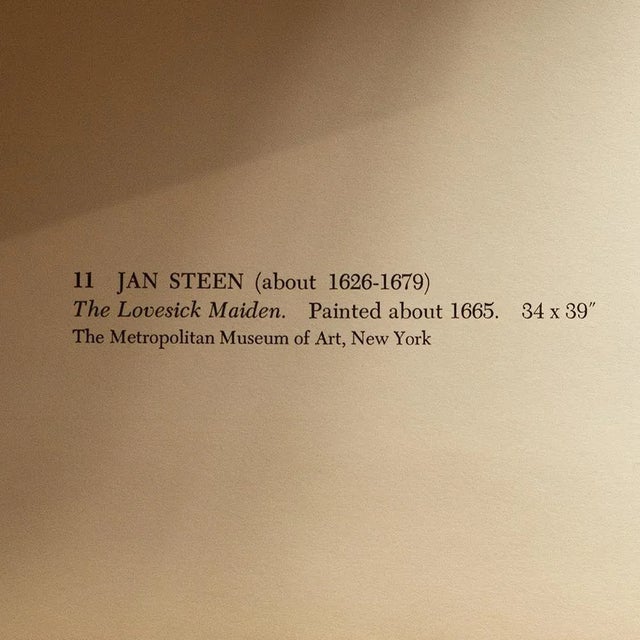 11 JAN STEEN (about 1626-1679)
The Lovesick Maiden. Painted about 1665. 34 x 39″
The Metropolitan Museum of Art, New York